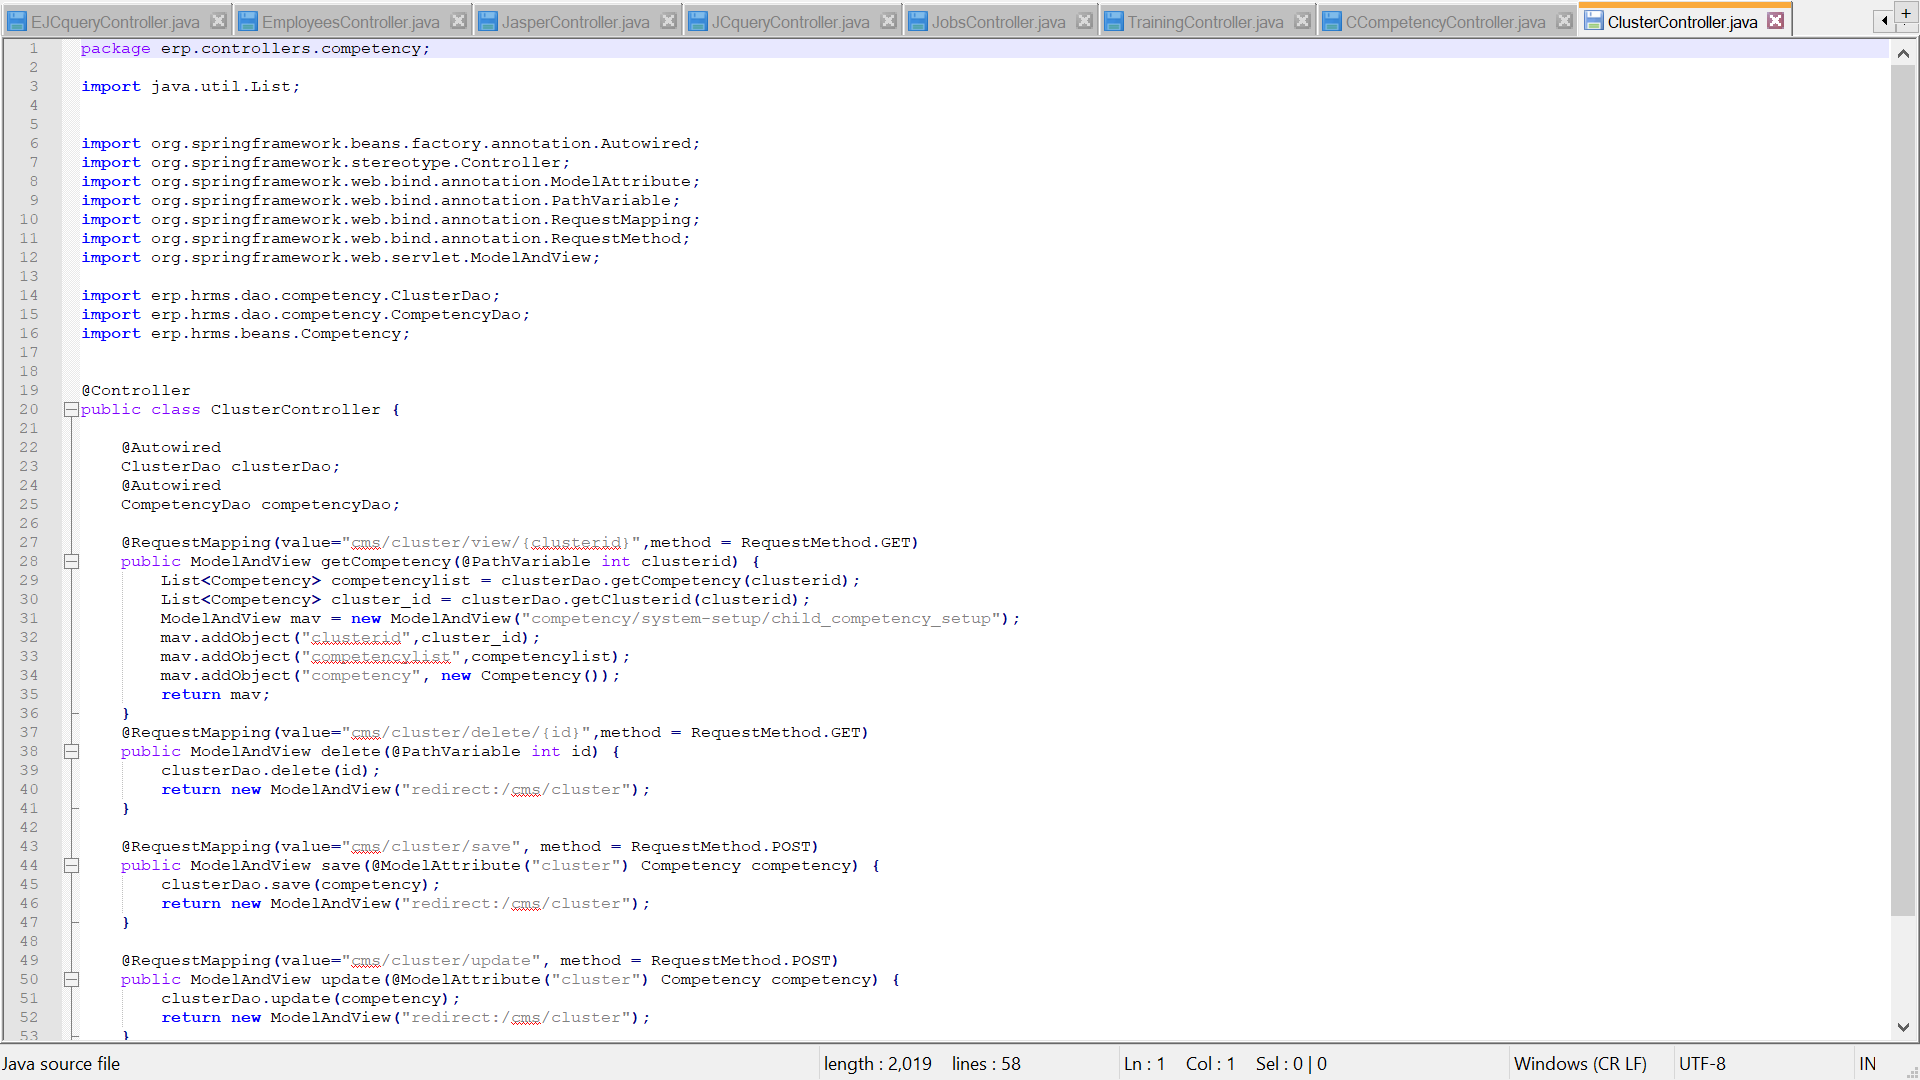 EJCqueryController.java EmployeesController.java JasperController.java JCqueryController.java JobsController.java TrainingController.java CCompetencyController.java ClusterController.java
1 package erp.controllers.competency;
2
3 import java.util.List;
4
5
6 import org.springframework.beans.factory.annotation.Autowired;
7 import org.springframework.stereotype.Controller;
8 import org.springframework.web.bind.annotation.ModelAttribute;
9 import org.springframework.web.bind.annotation.PathVariable;
10 import org.springframework.web.bind.annotation.RequestMapping;
11 import org.springframework.web.bind.annotation.RequestMethod;
12 import org.springframework.web.servlet.ModelAndView;
13
14 import erp.hrms.dao.competency.ClusterDao;
15 import erp.hrms.dao.competency.CompetencyDao;
16 import erp.hrms.beans.Competency;
17
18
19 @Controller
20 public class ClusterController {
21
22 @Autowired
23 ClusterDao clusterDao;
24 @Autowired
25 CompetencyDao competencyDao;
26
27 @RequestMapping(value="cms/cluster/view/{clusterid}",method = RequestMethod.GET)
28 public ModelAndView getCompetency(@PathVariable int clusterid) {
29 List<Competency> competencylist = clusterDao.getCompetency(clusterid);
30 List<Competency> cluster_id = clusterDao.getClusterid(clusterid);
31 ModelAndView mav = new ModelAndView("competency/system-setup/child_competency_setup");
32 mav.addObject("clusterid",cluster_id);
33 mav.addObject("competencylist",competencylist);
34 mav.addObject("competency", new Competency());
35 return mav;
36 }
37 @RequestMapping(value="cms/cluster/delete/{id}",method = RequestMethod.GET)
38 public ModelAndView delete(@PathVariable int id) {
39 clusterDao.delete(id);
40 return new ModelAndView("redirect:/cms/cluster");
41 }
42
43 @RequestMapping(value="cms/cluster/save", method = RequestMethod.POST)
44 public ModelAndView save(@ModelAttribute("cluster") Competency competency) {
45 clusterDao.save(competency);
46 return new ModelAndView("redirect:/cms/cluster");
47 }
48
49 @RequestMapping(value="cms/cluster/update", method = RequestMethod.POST)
50 public ModelAndView update(@ModelAttribute("cluster") Competency competency) {
51 clusterDao.update(competency);
52 return new ModelAndView("redirect:/cms/cluster");
53 }
Java source file length : 2,019 lines : 58 Ln : 1 Col : 1 Sel : 0 | 0 Windows (CR LF) UTF-8 IN